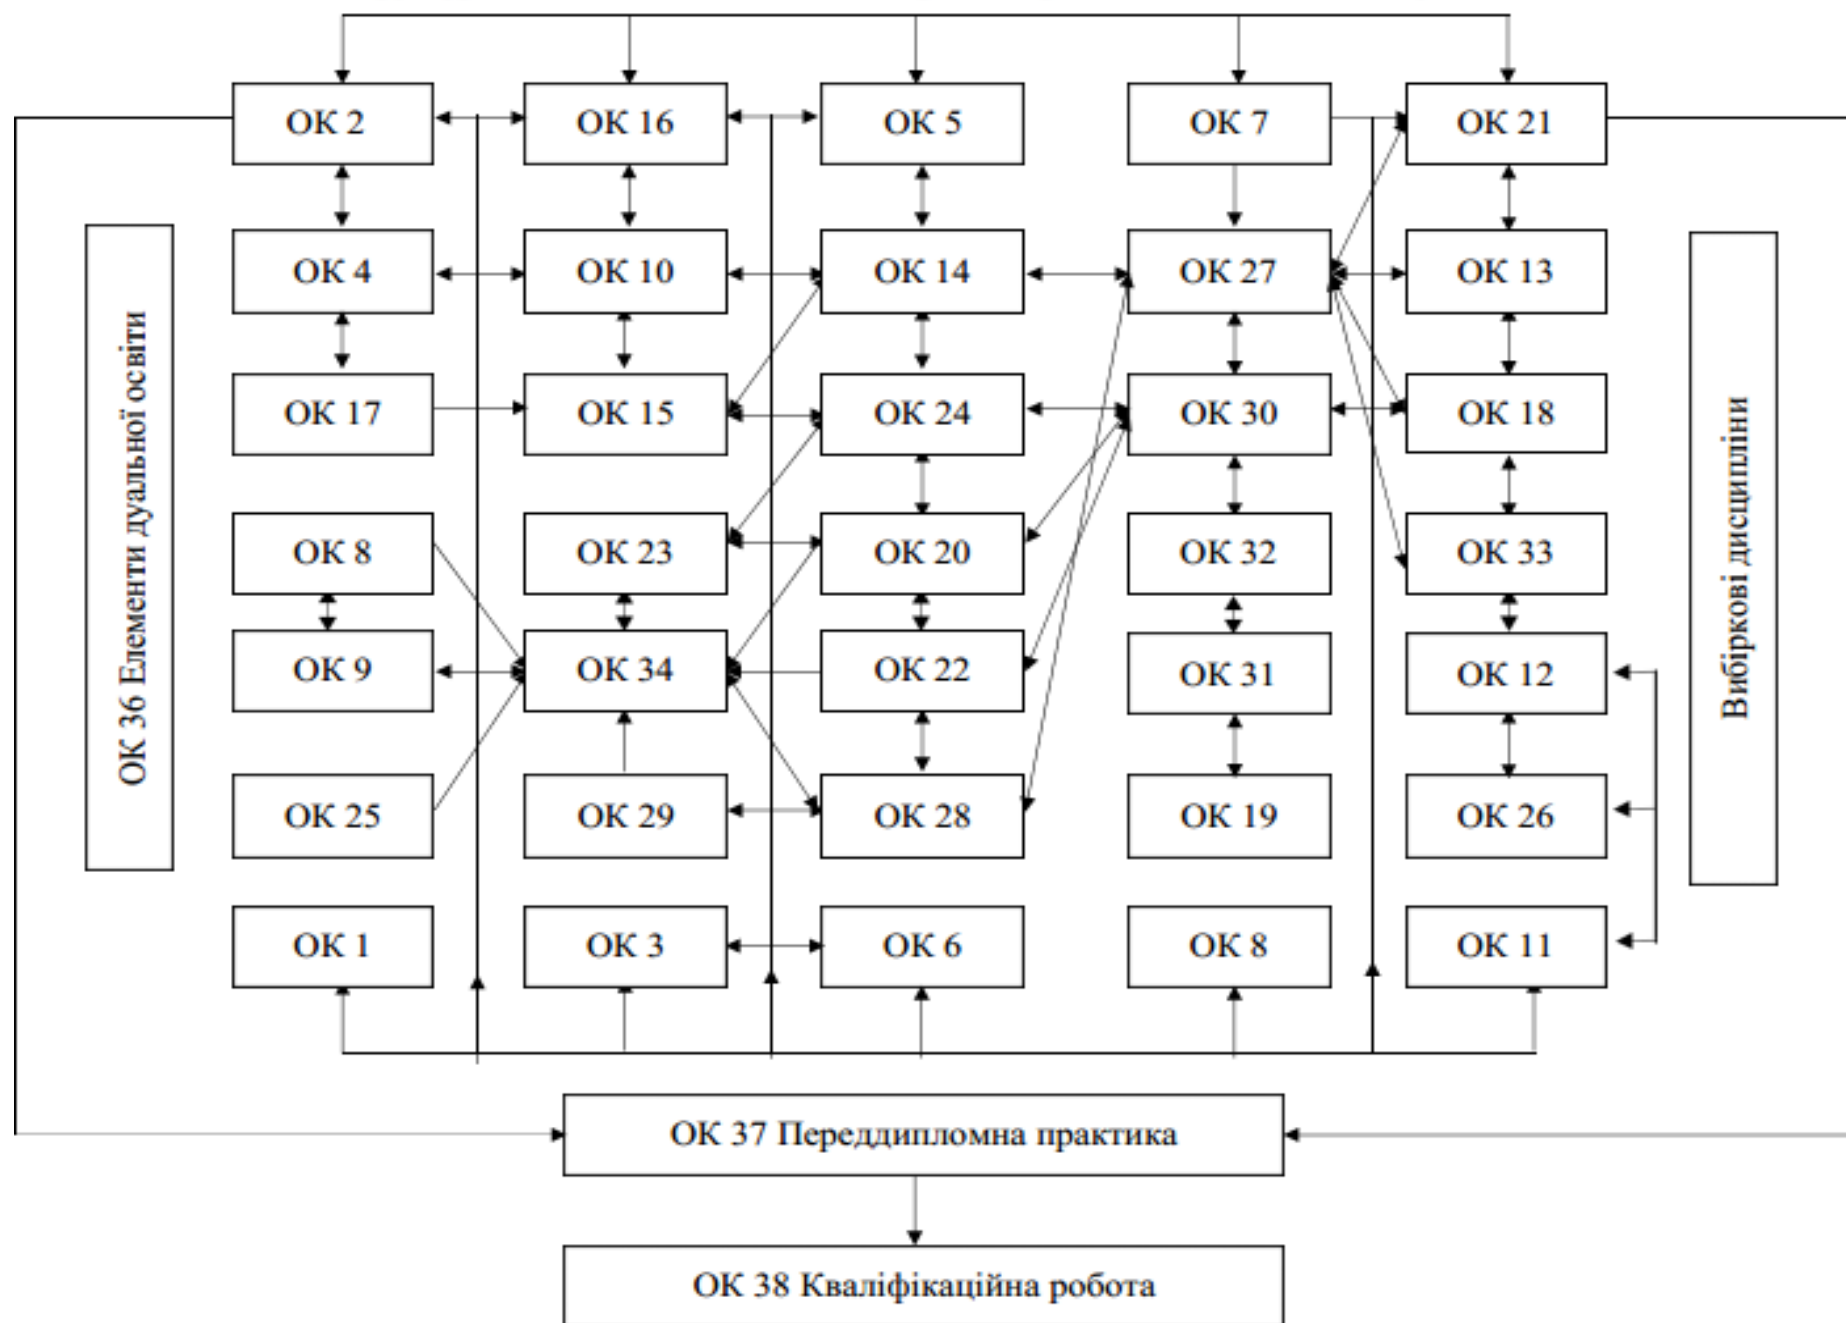 ОК 2
ОК 16
ОК 5
ОК 7
ОК 21
ОК 4
ОК 10
ОК 14
ОК 27
ОК 13
ОК 17
ОК 15
ОК 24
ОК 30
ОК 18
ОК 8
ОК 23
ОК 20
ОК 32
ОК 33
ОК 9
ОК 34
ОК 22
ОК 31
ОК 12
ОК 25
ОК 29
ОК 28
ОК 19
ОК 26
ОК 1
ОК 3
ОК 6
ОК 8
ОК 11
ОК 36 Елементи дуальної освіти
Вибіркові дисципліни
ОК 37 Переддипломна практика
ОК 38 Кваліфікаційна робота